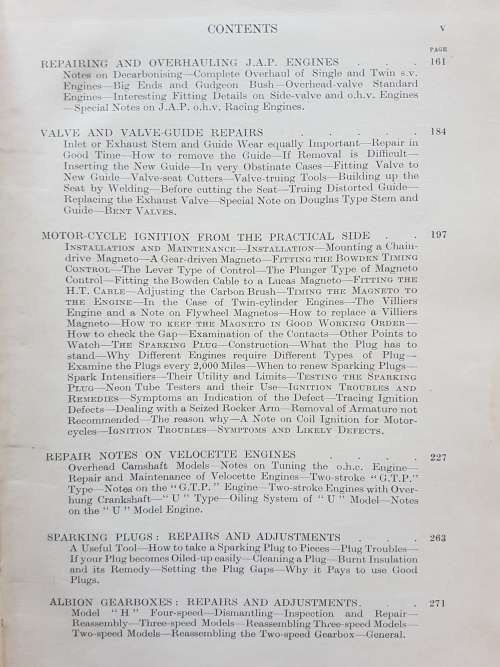 CONTENTS v
PAGE
REPAIRING AND OVERHAULING J.A.P. ENGINES . . . 161
Notes on Decarbonising—Complete Overhaul of Single and Twin s.v.
Engines—Big Ends and Gudgeon Bush—Overhead-valve Standard
Engines—Interesting Fitting Details on Side-valve and o.h.v. Engines
—Special Notes on J.A.P. o.h.v. Racing Engines.
VALVE AND VALVE-GUIDE REPAIRS . . . . . 184
Inlet or Exhaust Stem and Guide Wear equally Important—Repair in
Good Time—How to remove the Guide—If Removal is Difficult—
Inserting the New Guide—In very Obstinate Cases—Fitting Valve to
New Guide—Valve-seat Cutters—Valve-truing Tools—Building up the
Seat by Welding—Before cutting the Seat—Truing Distorted Guide—
Replacing the Exhaust Valve—Special Note on Douglas Type Stem and
Guide—BENT VALVES.
MOTOR-CYCLE IGNITION FROM THE PRACTICAL SIDE . . 197
INSTALLATION AND MAINTENANCE—INSTALLATION—Mounting a Chain-
drive Magneto—A Gear-driven Magneto—FITTING THE BOWDEN TIMING
CONTROL—The Lever Type of Control—The Plunger Type of Magneto
Control—Fitting the Bowden Cable to a Lucas Magneto—FITTING THE
H.T. CABLE—Adjusting the Carbon Brush—TIMING THE MAGNETO TO
THE ENGINE—In the Case of Twin-cylinder Engines—The Villiers
Engine and a Note on Flywheel Magnetos—How to replace a Villiers
Magneto—HOW TO KEEP THE MAGNETO IN GOOD WORKING ORDER—
How to check the Gap—Examination of the Contacts—Other Points to
Watch—THE SPARKING PLUG—Construction—What the Plug has to
stand—Why Different Engines require Different Types of Plug—
Examine the Plugs every 2,000 Miles—When to renew Sparking Plugs—
Spark Intensifiers—Their Utility and Limits—TESTING THE SPARKING
PLUG—Neon Tube Testers and their Use—IGNITION TROUBLES AND
REMEDIES—Symptoms an Indication of the Defect—Tracing Ignition
Defects—Dealing with a Seized Rocker Arm—Removal of Armature not
Recommended—The reason why—A Note on Coil Ignition for Motor-
cycles—IGNITION TROUBLES—SYMPTOMS AND LIKELY DEFECTS.
REPAIR NOTES ON VELOCETTE ENGINES . . . . 227
Overhead Camshaft Models—Notes on Tuning the o.h.c. Engine—
Repair and Maintenance of Velocette Engines—Two-stroke "G.T.P."
Type—Notes on the "G.T.P." Engine—Two-stroke Engines with Over-
hung Crankshaft—"U" Type—Oiling System of "U" Model—Notes
on the "U" Model Engine.
SPARKING PLUGS: REPAIRS AND ADJUSTMENTS . . . 263
A Useful Tool—How to take a Sparking Plug to Pieces—Plug Troubles—
If your Plug becomes Oiled-up easily—Cleaning a Plug—Burnt Insulation
and its Remedy—Setting the Plug Gaps—Why it Pays to use Good
Plugs.
ALBION GEARBOXES: REPAIRS AND ADJUSTMENTS. . . 271
Model "H" Four-speed—Dismantling—Inspection and Repair—
Reassembly—Three-speed Models—Reassembling Three-speed Models—
Two-speed Models—Reassembling the Two-speed Gearbox—General.